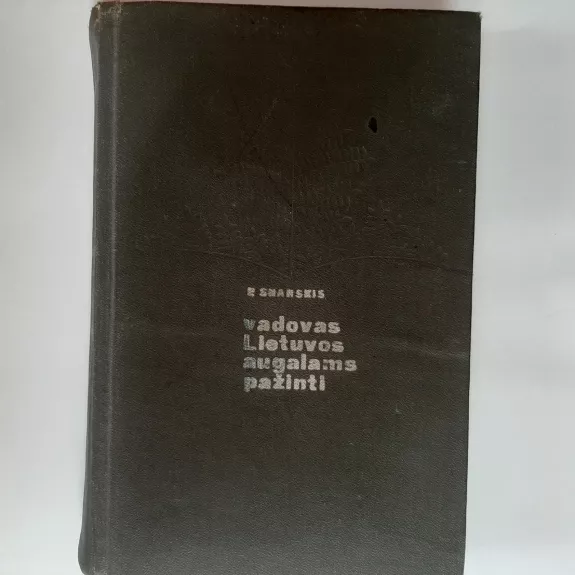 P. SNARSKIS
vadovas
Lietuvos
augalams
pažinti